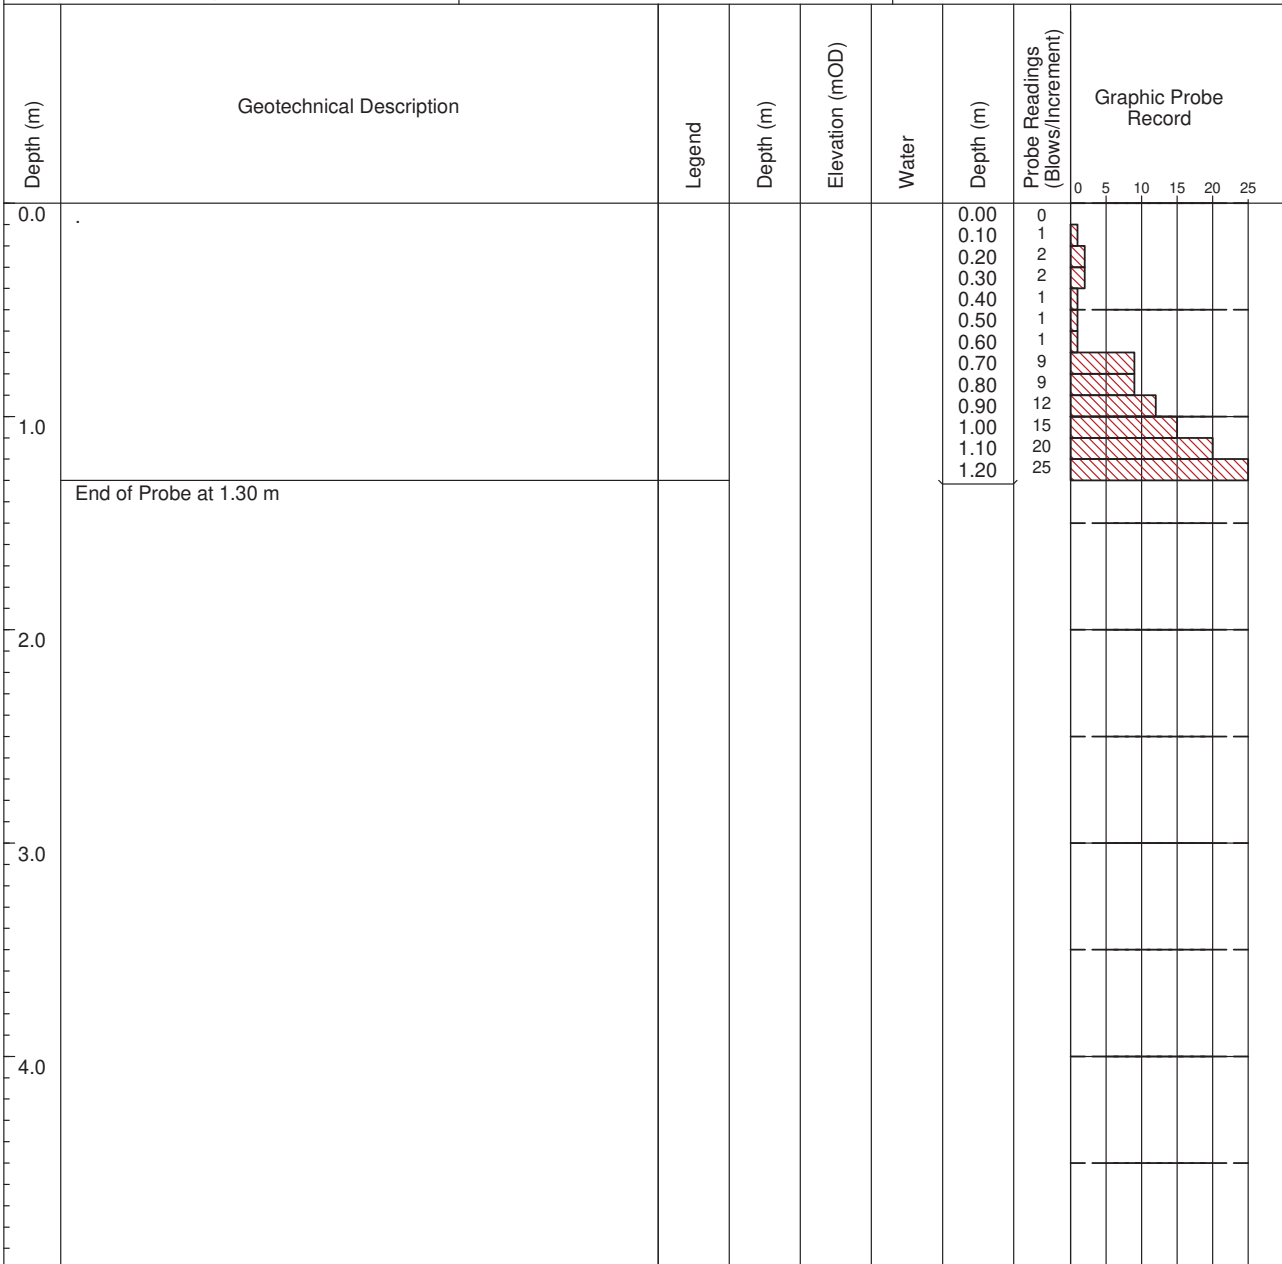 Depth (m)
Geotechnical Description
Legend
Depth (m)
Elevation (mOD)
Water
Depth (m)
Probe Readings
(Blows/Increment)
Graphic Probe
Record
0 5 10 15 20 25
0.0 . 0.00 0
0.10 1
0.20 2
0.30 2
0.40 1
0.50 1
0.60 1
0.70 9
0.80 9
0.90 12
1.0 1.00 15
1.10 20
1.20 25
End of Probe at 1.30 m
2.0
3.0
4.0